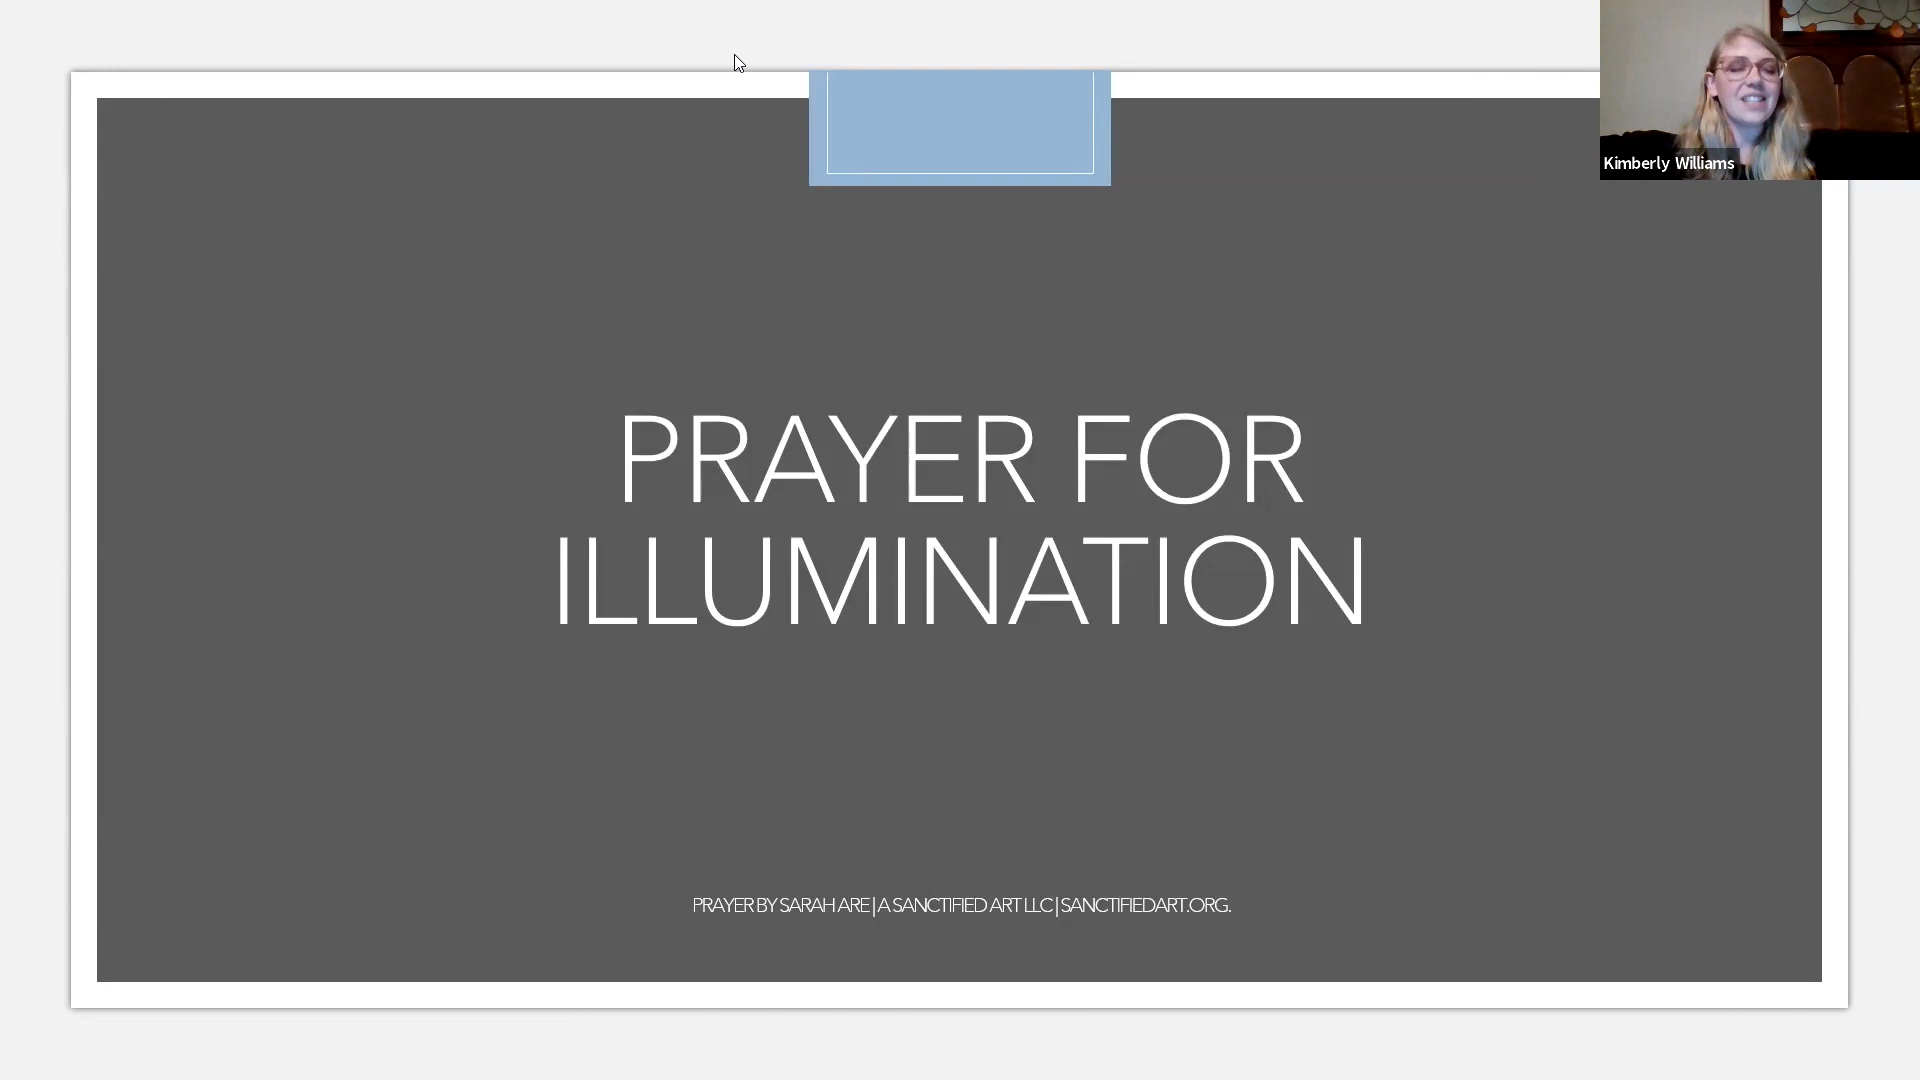 Kimberly Williams
PRAYER FOR
ILLUMINATION
PRAYER BY SARAH ARE | A SANCTIFIED ART LLC | SANCTIFIEDART.ORG.